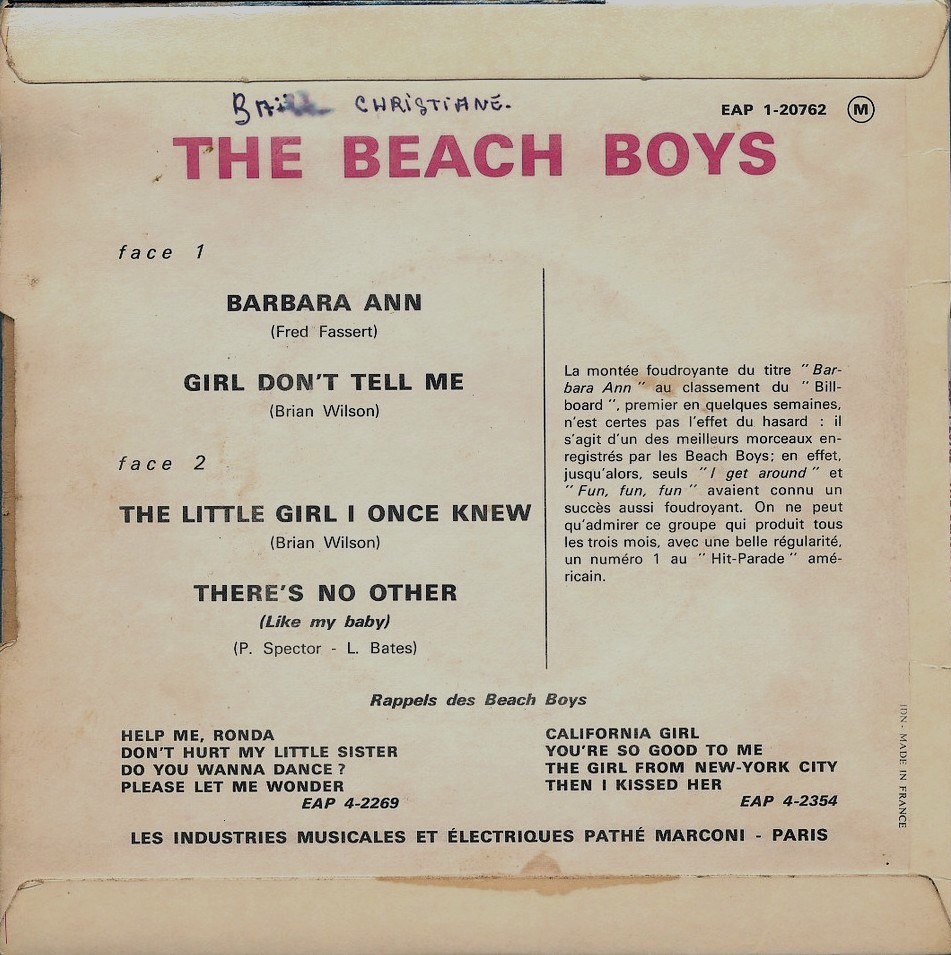 CHRISTIANE.
EAP 1-20762 M
THE BEACH BOYS
face 1
BARBARA ANN
(Fred Fassert)
GIRL DON'T TELL ME
(Brian Wilson)
face 2
THE LITTLE GIRL I ONCE KNEW
(Brian Wilson)
THERE'S NO OTHER
(Like my baby)
(P. Spector - L. Bates)
La montée foudroyante du titre " Bar-
bara Ann " au classement du " Bill-
board ", premier en quelques semaines,
n'est certes pas l'effet du hasard : il
s'agit d'un des meilleurs morceaux en-
registrés par les Beach Boys; en effet,
jusqu'alors, seuls " I get around " et
" Fun, fun, fun " avaient connu un
succès aussi foudroyant. On ne peut
qu'admirer ce groupe qui produit tous
les trois mois, avec une belle régularité,
un numéro 1 au " Hit-Parade " amé-
ricain.
Rappels des Beach Boys
HELP ME, RONDA
DON'T HURT MY LITTLE SISTER
DO YOU WANNA DANCE ?
PLEASE LET ME WONDER
EAP 4-2269
CALIFORNIA GIRL
YOU'RE SO GOOD TO ME
THE GIRL FROM NEW-YORK CITY
THEN I KISSED HER
EAP 4-2354
LES INDUSTRIES MUSICALES ET ÉLECTRIQUES PATHÉ MARCONI - PARIS
IDN - MADE IN FRANCE